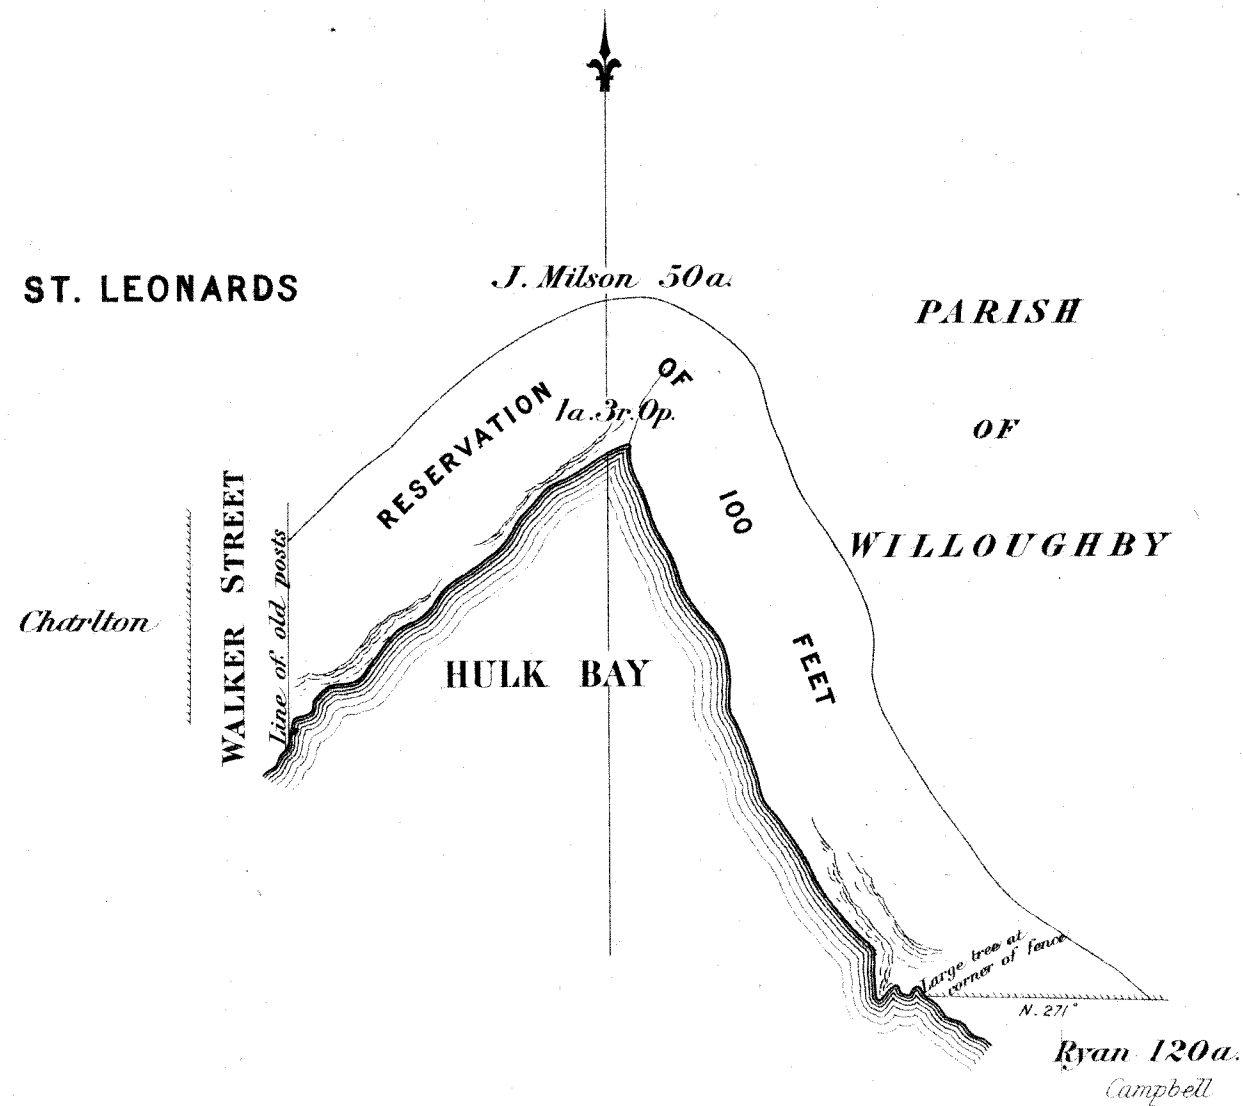 J. Milson 50a.
ST. LEONARDS
PARISH
OF
WILLOUGHBY
RESERVATION OF 100 FEET
1a. 3r. 0p.
WALKER STREET
Line of old posts
Charlton
HULK BAY
Large tree at
corner of fence
N. 271°
Ryan 120a.
Campbell